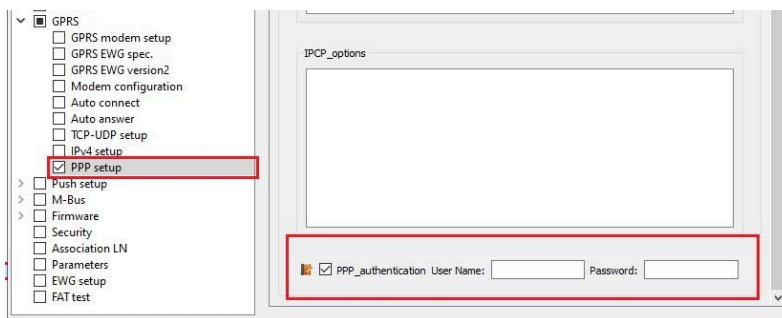 GPRS
GPRS modem setup
GPRS EWG spec.
GPRS EWG version2
Modem configuration
Auto connect
Auto answer
TCP-UDP setup
IPv4 setup
PPP setup
Push setup
M-Bus
Firmware
Security
Association LN
Parameters
EWG setup
FAT test
IPCP_options
PPP_authentication User Name: Password: